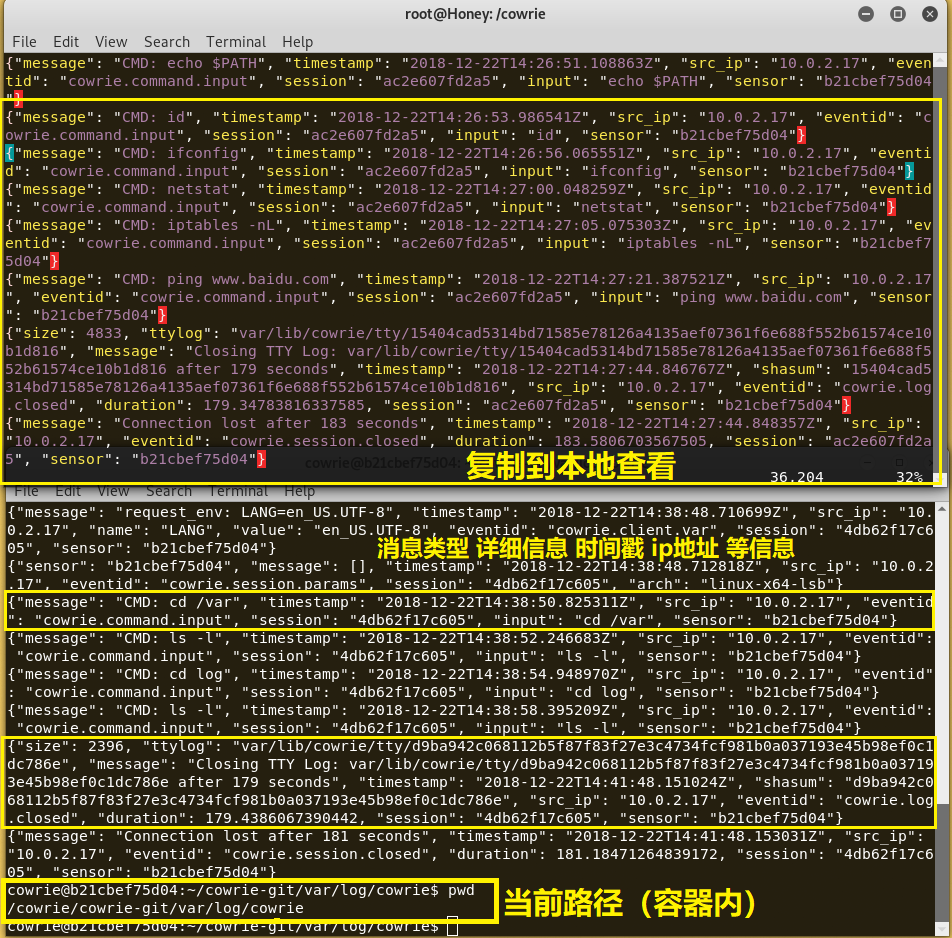 root@Honey: /cowrie
File Edit View Search Terminal Help
{"message": "CMD: echo $PATH", "timestamp": "2018-12-22T14:26:51.108863Z", "src_ip": "10.0.2.17", "even
tid": "cowrie.command.input", "session": "ac2e607fd2a5", "input": "echo $PATH", "sensor": "b21cbef75d04
"}
{"message": "CMD: id", "timestamp": "2018-12-22T14:26:53.986541Z", "src_ip": "10.0.2.17", "eventid": "c
owrie.command.input", "session": "ac2e607fd2a5", "input": "id", "sensor": "b21cbef75d04"}
{"message": "CMD: ifconfig", "timestamp": "2018-12-22T14:26:56.065551Z", "src_ip": "10.0.2.17", "eventi
d": "cowrie.command.input", "session": "ac2e607fd2a5", "input": "ifconfig", "sensor": "b21cbef75d04"}
{"message": "CMD: netstat", "timestamp": "2018-12-22T14:27:00.048259Z", "src_ip": "10.0.2.17", "eventid
": "cowrie.command.input", "session": "ac2e607fd2a5", "input": "netstat", "sensor": "b21cbef75d04"}
{"message": "CMD: iptables -nL", "timestamp": "2018-12-22T14:27:05.075303Z", "src_ip": "10.0.2.17", "ev
entid": "cowrie.command.input", "session": "ac2e607fd2a5", "input": "iptables -nL", "sensor": "b21cbef7
5d04"}
{"message": "CMD: ping www.baidu.com", "timestamp": "2018-12-22T14:27:21.387521Z", "src_ip": "10.0.2.17
", "eventid": "cowrie.command.input", "session": "ac2e607fd2a5", "input": "ping www.baidu.com", "sensor
": "b21cbef75d04"}
{"size": 4833, "ttylog": "var/lib/cowrie/tty/15404cad5314bd71585e78126a4135aef07361f6e688f552b61574ce10
b1d816", "message": "Closing TTY Log: var/lib/cowrie/tty/15404cad5314bd71585e78126a4135aef07361f6e688f5
52b61574ce10b1d816 after 179 seconds", "timestamp": "2018-12-22T14:27:44.846767Z", "shasum": "15404cad5
314bd71585e78126a4135aef07361f6e688f552b61574ce10b1d816", "src_ip": "10.0.2.17", "eventid": "cowrie.log
.closed", "duration": 179.34783816337585, "session": "ac2e607fd2a5", "sensor": "b21cbef75d04"}
{"message": "Connection lost after 183 seconds", "timestamp": "2018-12-22T14:27:44.848357Z", "src_ip":
"10.0.2.17", "eventid": "cowrie.session.closed", "duration": 183.5806703567505, "session": "ac2e607fd2a
5", "sensor": "b21cbef75d04"}
cowrie@b21cbef75d04:
复制到本地查看
36,204 32%
File Edit View Search Terminal Help
{"message": "request_env: LANG=en_US.UTF-8", "timestamp": "2018-12-22T14:38:48.710699Z", "src_ip": "10.
0.2.17", "name": "LANG", "value": "en_US.UTF-8", "eventid": "cowrie.client.var", "session": "4db62f17c6
05", "sensor": "b21cbef75d04"}
消息类型 详细信息 时间戳 ip地址 等信息
{"sensor": "b21cbef75d04", "message": [], "timestamp": "2018-12-22T14:38:48.712818Z", "src_ip": "10.0.2
.17", "eventid": "cowrie.session.params", "session": "4db62f17c605", "arch": "linux-x64-lsb"}
{"message": "CMD: cd /var", "timestamp": "2018-12-22T14:38:50.825311Z", "src_ip": "10.0.2.17", "eventid
": "cowrie.command.input", "session": "4db62f17c605", "input": "cd /var", "sensor": "b21cbef75d04"}
{"message": "CMD: ls -l", "timestamp": "2018-12-22T14:38:52.246683Z", "src_ip": "10.0.2.17", "eventid":
"cowrie.command.input", "session": "4db62f17c605", "input": "ls -l", "sensor": "b21cbef75d04"}
{"message": "CMD: cd log", "timestamp": "2018-12-22T14:38:54.948970Z", "src_ip": "10.0.2.17", "eventid"
: "cowrie.command.input", "session": "4db62f17c605", "input": "cd log", "sensor": "b21cbef75d04"}
{"message": "CMD: ls -l", "timestamp": "2018-12-22T14:38:58.395209Z", "src_ip": "10.0.2.17", "eventid":
"cowrie.command.input", "session": "4db62f17c605", "input": "ls -l", "sensor": "b21cbef75d04"}
{"size": 2396, "ttylog": "var/lib/cowrie/tty/d9ba942c068112b5f87f83f27e3c4734fcf981b0a037193e45b98ef0c1
dc786e", "message": "Closing TTY Log: var/lib/cowrie/tty/d9ba942c068112b5f87f83f27e3c4734fcf981b0a03719
3e45b98ef0c1dc786e after 179 seconds", "timestamp": "2018-12-22T14:41:48.151024Z", "shasum": "d9ba942c0
68112b5f87f83f27e3c4734fcf981b0a037193e45b98ef0c1dc786e", "src_ip": "10.0.2.17", "eventid": "cowrie.log
.closed", "duration": 179.4386067390442, "session": "4db62f17c605", "sensor": "b21cbef75d04"}
{"message": "Connection lost after 181 seconds", "timestamp": "2018-12-22T14:41:48.153031Z", "src_ip":
"10.0.2.17", "eventid": "cowrie.session.closed", "duration": 181.18471264839172, "session": "4db62f17c6
05", "sensor": "b21cbef75d04"}
cowrie@b21cbef75d04:~/cowrie-git/var/log/cowrie$ pwd
/cowrie/cowrie-git/var/log/cowrie
当前路径（容器内）
cowrie@b21cbef75d04:~/cowrie-git/var/log/cowrie$